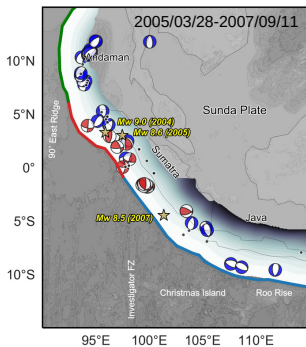 2005/03/28-2007/09/11
10°N
Andaman
Sunda Plate
5°N
Mw 9.0 (2004)
Mw 8.6 (2005)
90° East Ridge
0°
Sumatra
Mw 8.5 (2007)
Java
5°S
Investigator FZ
Christmas Island
Roo Rise
10°S
95°E
100°E
105°E
110°E